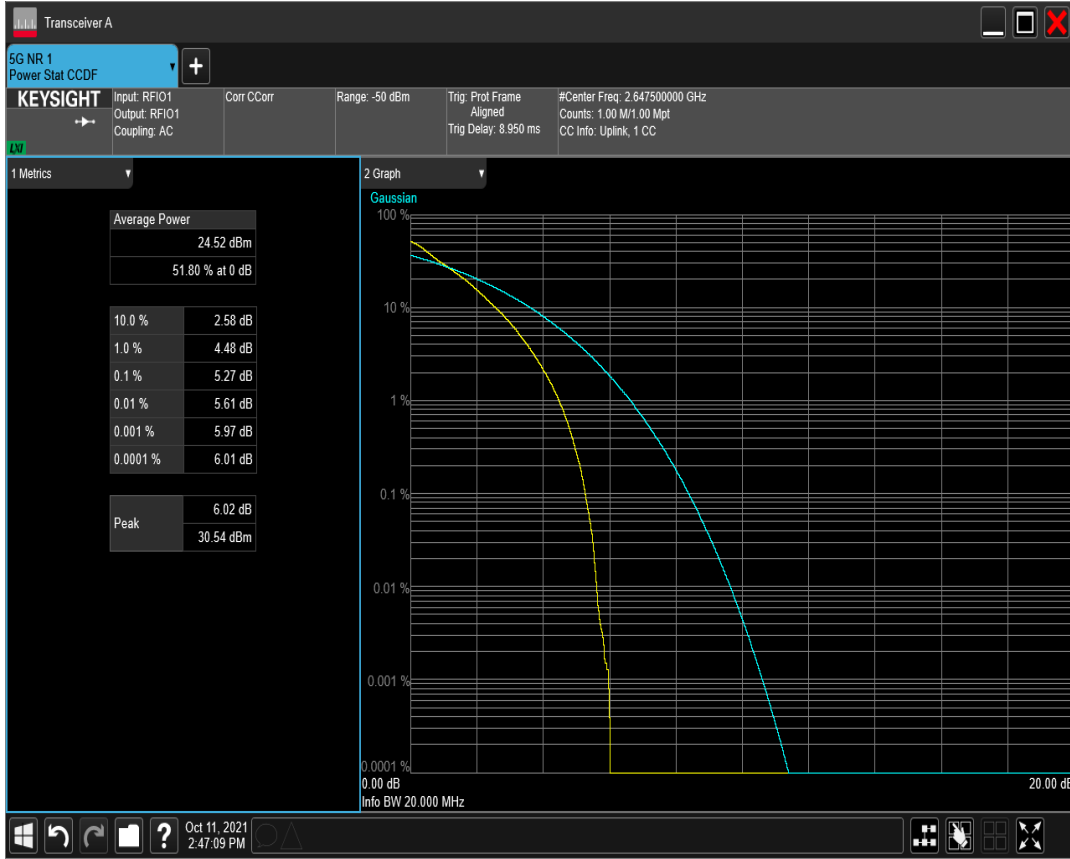 Transceiver A
5G NR 1
Power Stat CCDF
KEYSIGHT
LXI
Input: RFIO1
Output: RFIO1
Coupling: AC
Corr CCorr
Range: -50 dBm
Trig: Prot Frame
Aligned
Trig Delay: 8.950 ms
#Center Freq: 2.647500000 GHz
Counts: 1.00 M/1.00 Mpt
CC Info: Uplink, 1 CC
1 Metrics
Average Power
24.52 dBm
51.80 % at 0 dB
10.0 % 2.58 dB
1.0 % 4.48 dB
0.1 % 5.27 dB
0.01 % 5.61 dB
0.001 % 5.97 dB
0.0001 % 6.01 dB
Peak 6.02 dB
30.54 dBm
2 Graph
Gaussian
100 %
10 %
1 %
0.1 %
0.01 %
0.001 %
0.0001 %
0.00 dB 20.00 dB
Info BW 20.000 MHz
Oct 11, 2021
2:47:09 PM